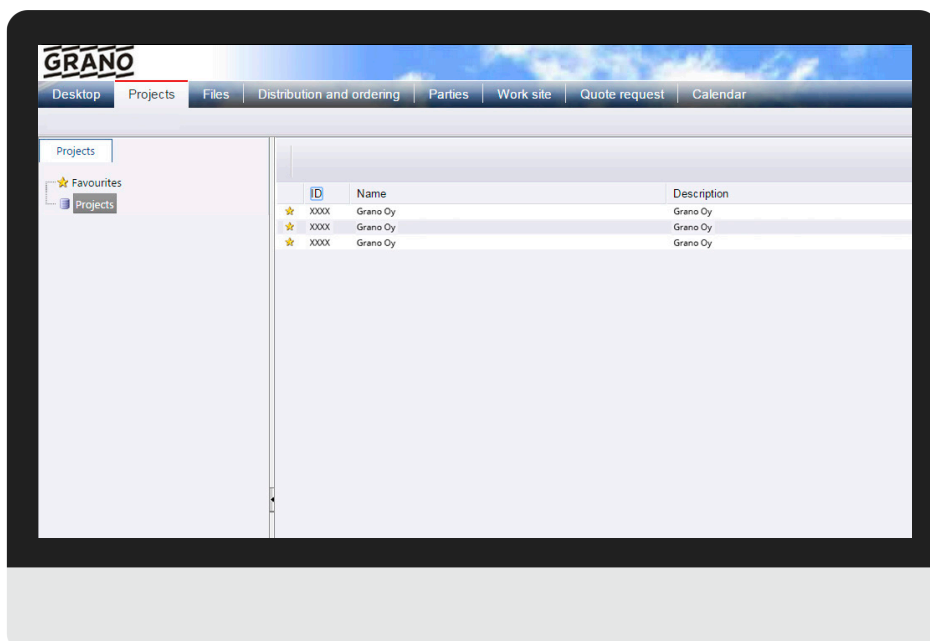 GRANO
Desktop Projects Files Distribution and ordering Parties Work site Quote request Calendar
Projects
Favourites
Projects
ID Name Description
XXXX Grano Oy Grano Oy
XXXX Grano Oy Grano Oy
XXXX Grano Oy Grano Oy